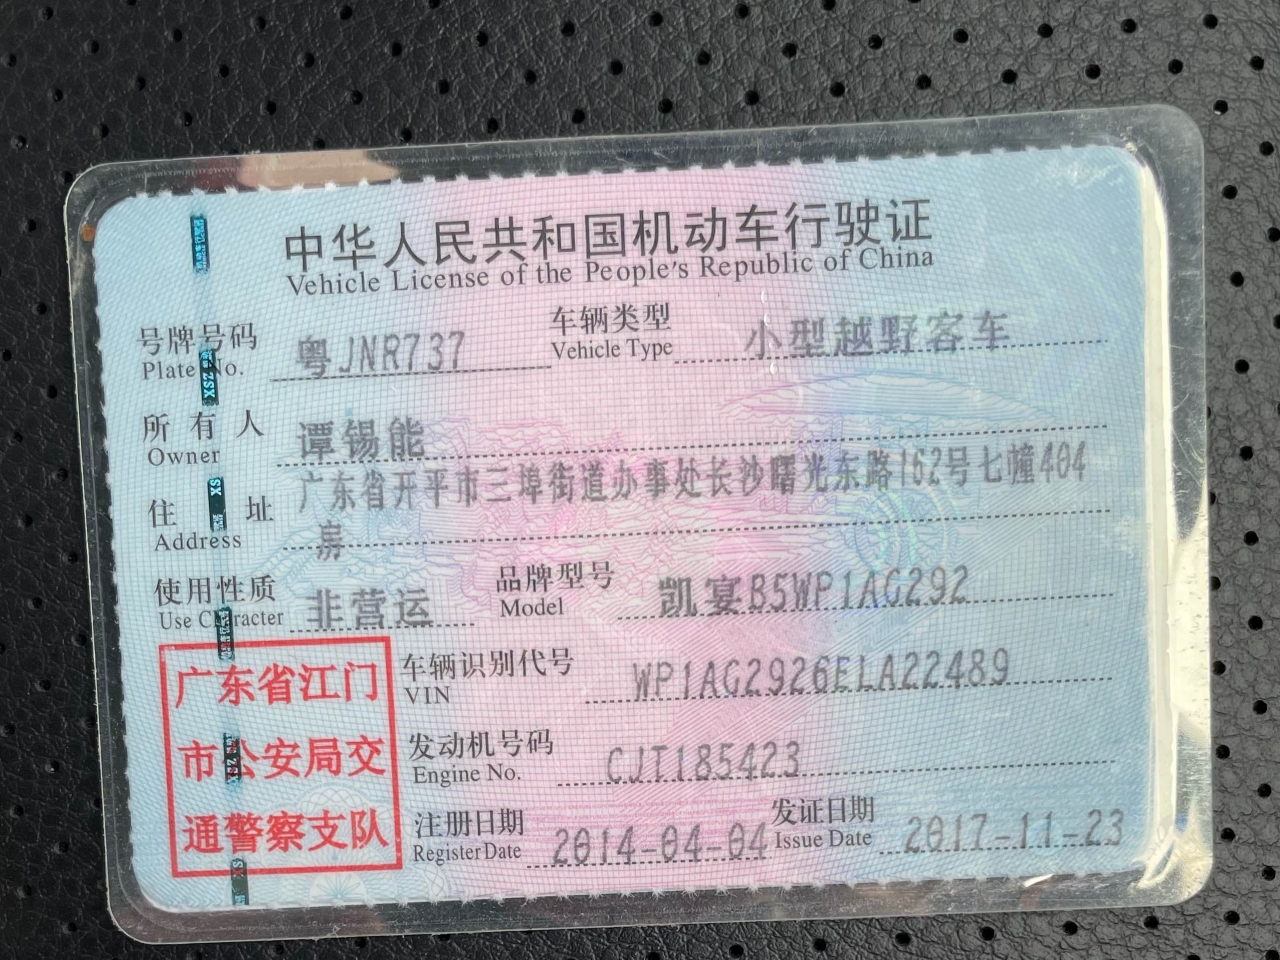 中华人民共和国机动车行驶证
Vehicle License of the People's Republic of China
号牌号码 粤JNR737 车辆类型 小型越野客车
Plate No. Vehicle Type
所有人 谭锡能
Owner
住址 广东省开平市三埠街道办事处长沙曙光东路162号七幢404
Address 房
使用性质 非营运 品牌型号 凯宴B5WP1AG292
Use Character Model
车辆识别代号 WP1AG2926ELA22489
VIN
发动机号码 CJT185423
Engine No.
注册日期 2014-04-04 发证日期 2017-11-23
Register Date Issue Date
广东省江门
市公安局交
通警察支队
XSZ